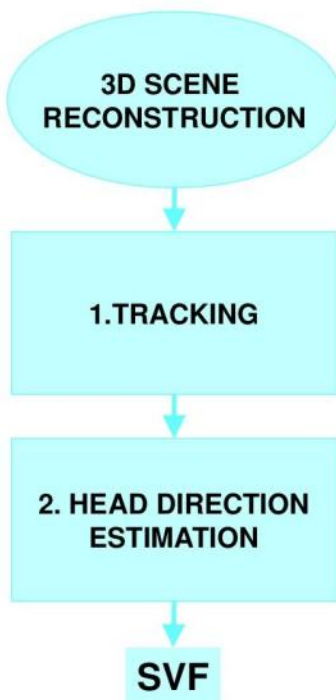 3D SCENE
RECONSTRUCTION
1.TRACKING
2. HEAD DIRECTION
ESTIMATION
SVF